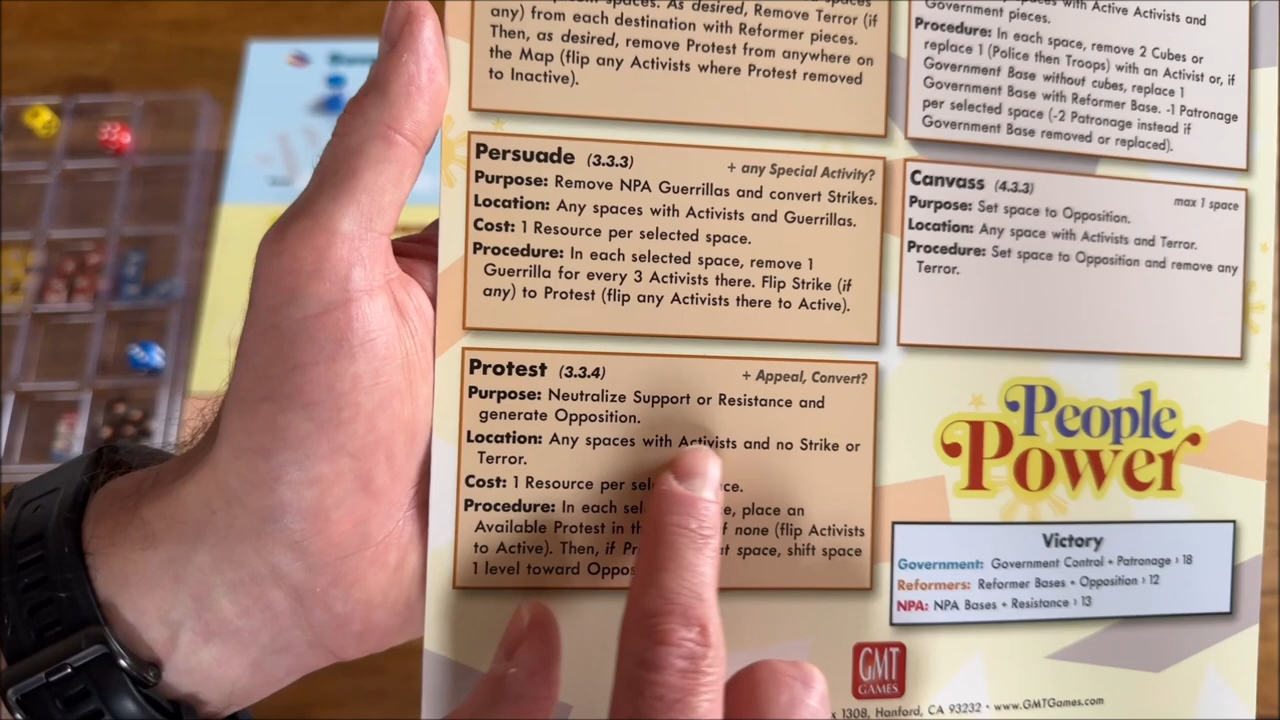 any) from each destination with Reformer pieces.
spaces. As desired, Remove Terror (if
Then, as desired, remove Protest from anywhere on
the Map (flip any Activists where Protest removed
to Inactive).
Persuade (3.3.3) + any Special Activity?
Purpose: Remove NPA Guerrillas and convert Strikes.
Location: Any spaces with Activists and Guerrillas.
Cost: 1 Resource per selected space.
Procedure: In each selected space, remove 1
Guerrilla for every 3 Activists there. Flip Strike (if
any) to Protest (flip any Activists there to Active).
Protest (3.3.4) + Appeal, Convert?
Purpose: Neutralize Support or Resistance and
generate Opposition.
Location: Any spaces with Activists and no Strike or
Terror.
Cost: 1 Resource per
Procedure: In each place an
Available Protest in none (flip Activists
to Active). Then, if space, shift space
1 level toward
with Active Activists and
Government pieces.
Procedure: In each space, remove 2 Cubes or
replace 1 (Police then Troops) with an Activist or, if
Government Base without cubes, replace 1
Government Base with Reformer Base. -1 Patronage
per selected space (-2 Patronage instead if
Government Base removed or replaced).
Canvass (4.3.3) max 1 space
Purpose: Set space to Opposition.
Location: Any space with Activists and Terror.
Procedure: Set space to Opposition and remove any
Terror.
People
Power
Victory
Government: Government Control + Patronage › 18
Reformers: Reformer Bases + Opposition › 12
NPA: NPA Bases + Resistance › 13
GMT
GAMES
1308, Hanford, CA 93232 • www.GMTGames.com